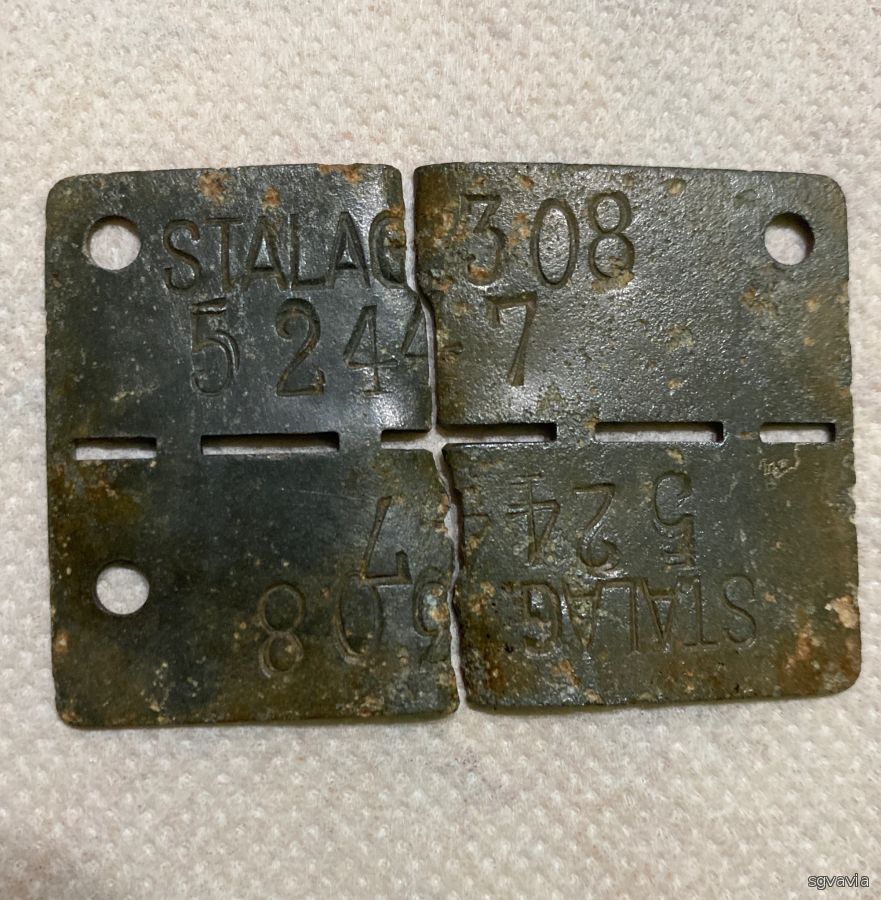 STALAG 308
52447
52447
STALAG. 308
sgvavia